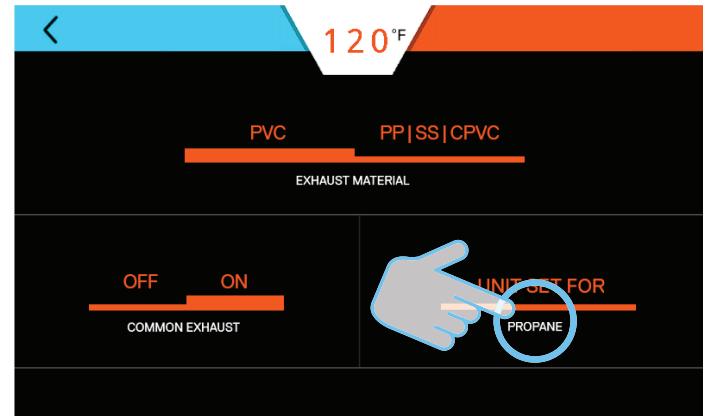 120°F
PVC PP|SS|CPVC
EXHAUST MATERIAL
OFF ON UNIT SET FOR
COMMON EXHAUST PROPANE